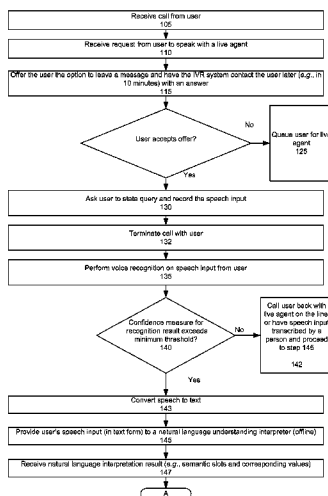 Receive call from user
105
Receive request from user to speak with a live agent
110
Offer the user the option to leave a message and have the IVR system contact the user later (e.g., in
10 minutes) with an answer
115
User accepts offer?
No
Queue user for live
agent
125
Yes
Ask user to state query and record the speech input
130
Terminate call with user
132
Perform voice recognition on speech input from user
135
Confidence measure for
recognition result exceeds
minimum threshold?
140
No
Call user back with
live agent on the line
or have speech input
transcribed by a
person and proceed
to step 145
142
Yes
Convert speech to text
143
Provide user's speech input (in text form) to a natural language understanding interpreter (offline)
145
Receive natural language interpretation result (e.g., semantic slots and corresponding values)
147
A